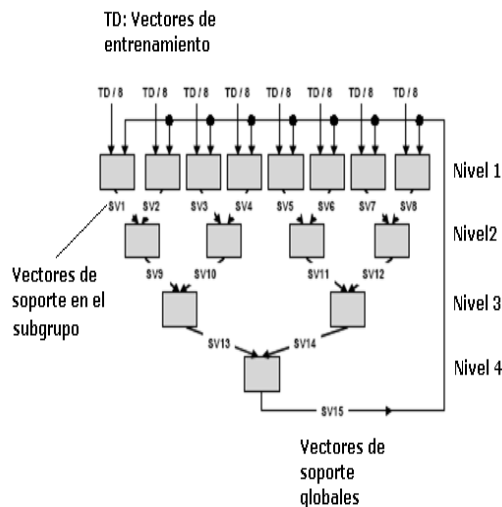 TD: Vectores de
entrenamiento
TD / 8 TD / 8 TD / 8 TD / 8 TD / 8 TD / 8 TD / 8 TD / 8
Nivel 1
SV1 SV2 SV3 SV4 SV5 SV6 SV7 SV8
Nivel2
SV9 SV10 SV11 SV12
Vectores de
soporte en el
subgrupo
Nivel 3
SV13 SV14
Nivel 4
SV15
Vectores de
soporte
globales